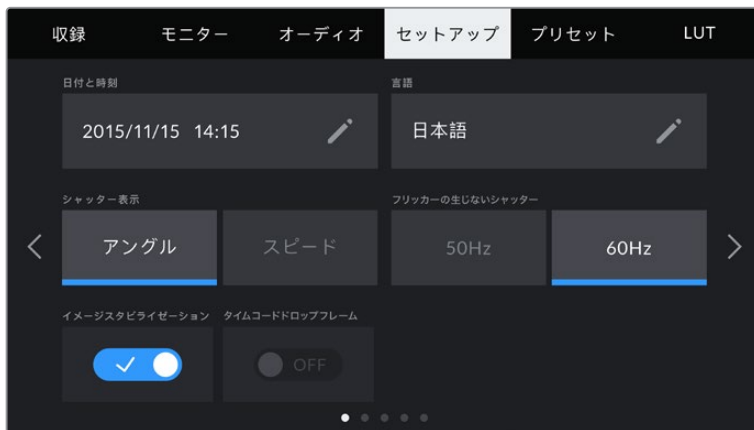 収録 モニター オーディオ セットアップ プリセット LUT
日付と時刻 言語
2015/11/15 14:15 日本語
シャッター表示 フリッカーの生じないシャッター
アングル スピード 50Hz 60Hz
イメージスタビライゼーション タイムコードドロップフレーム
OFF